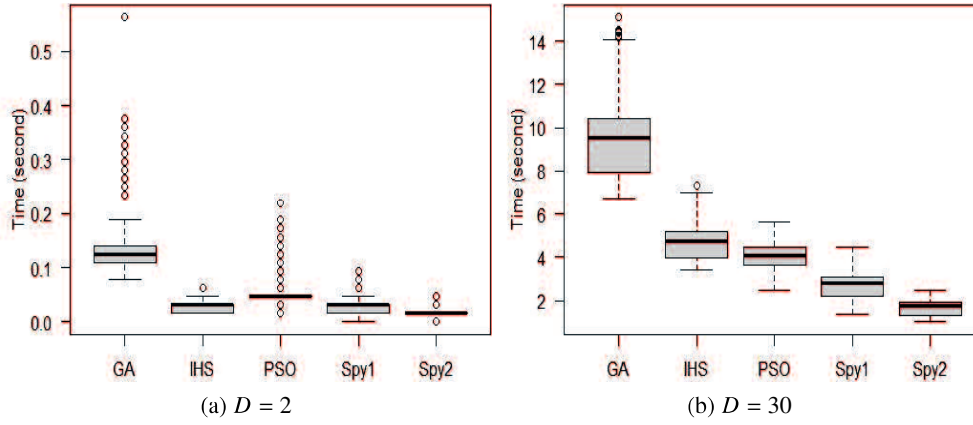 Time (second)
0.5
0.4
0.3
0.2
0.1
0.0
GA IHS PSO Spy1 Spy2
(a) D = 2
Time (second)
14
12
10
8
6
4
2
GA IHS PSO Spy1 Spy2
(b) D = 30